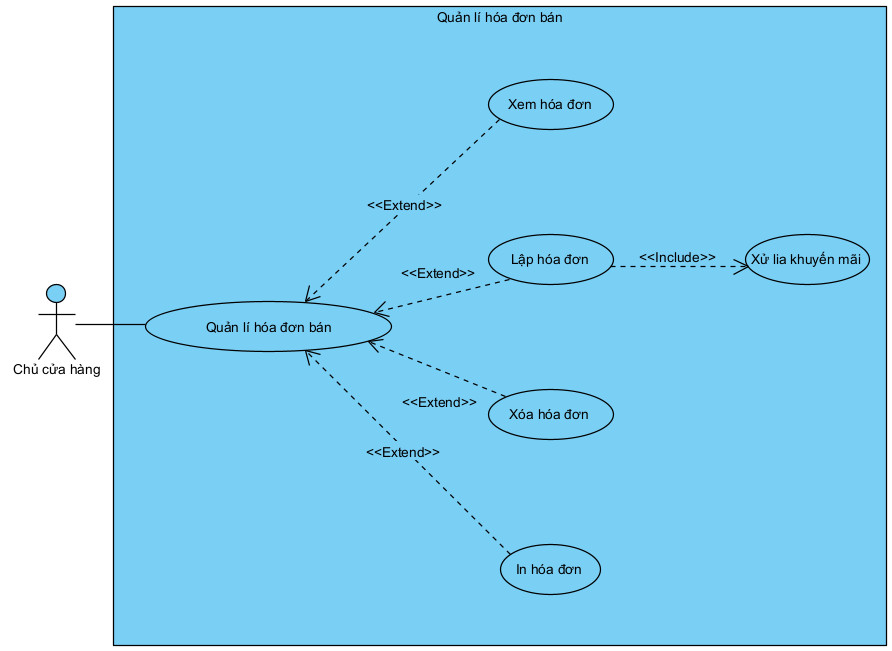 Quản lí hóa đơn bán
Xem hóa đơn
<<Extend>>
Lập hóa đơn
<<Include>>
Xử lia khuyến mãi
<<Extend>>
Quản lí hóa đơn bán
Chủ cửa hàng
<<Extend>>
Xóa hóa đơn
<<Extend>>
In hóa đơn